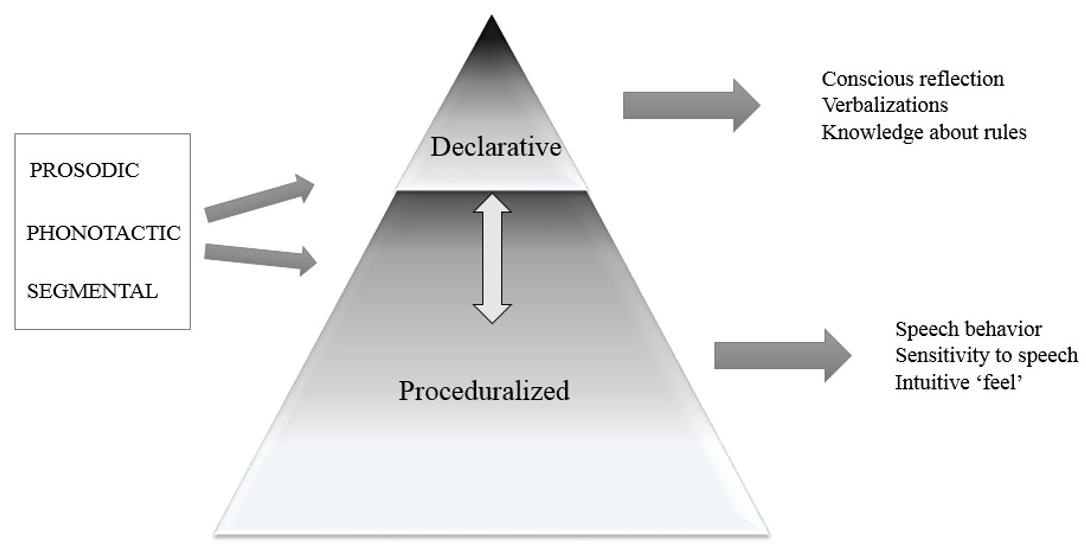 PROSODIC
PHONOTACTIC
SEGMENTAL
Declarative
Proceduralized
Conscious reflection
Verbalizations
Knowledge about rules
Speech behavior
Sensitivity to speech
Intuitive ‘feel’